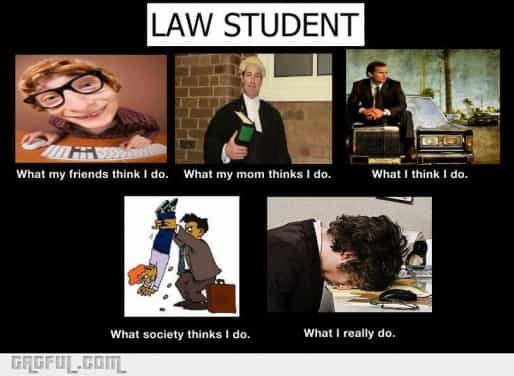 LAW STUDENT
What my friends think I do.
What my mom thinks I do.
What I think I do.
What society thinks I do.
What I really do.
GAGFUL.COM